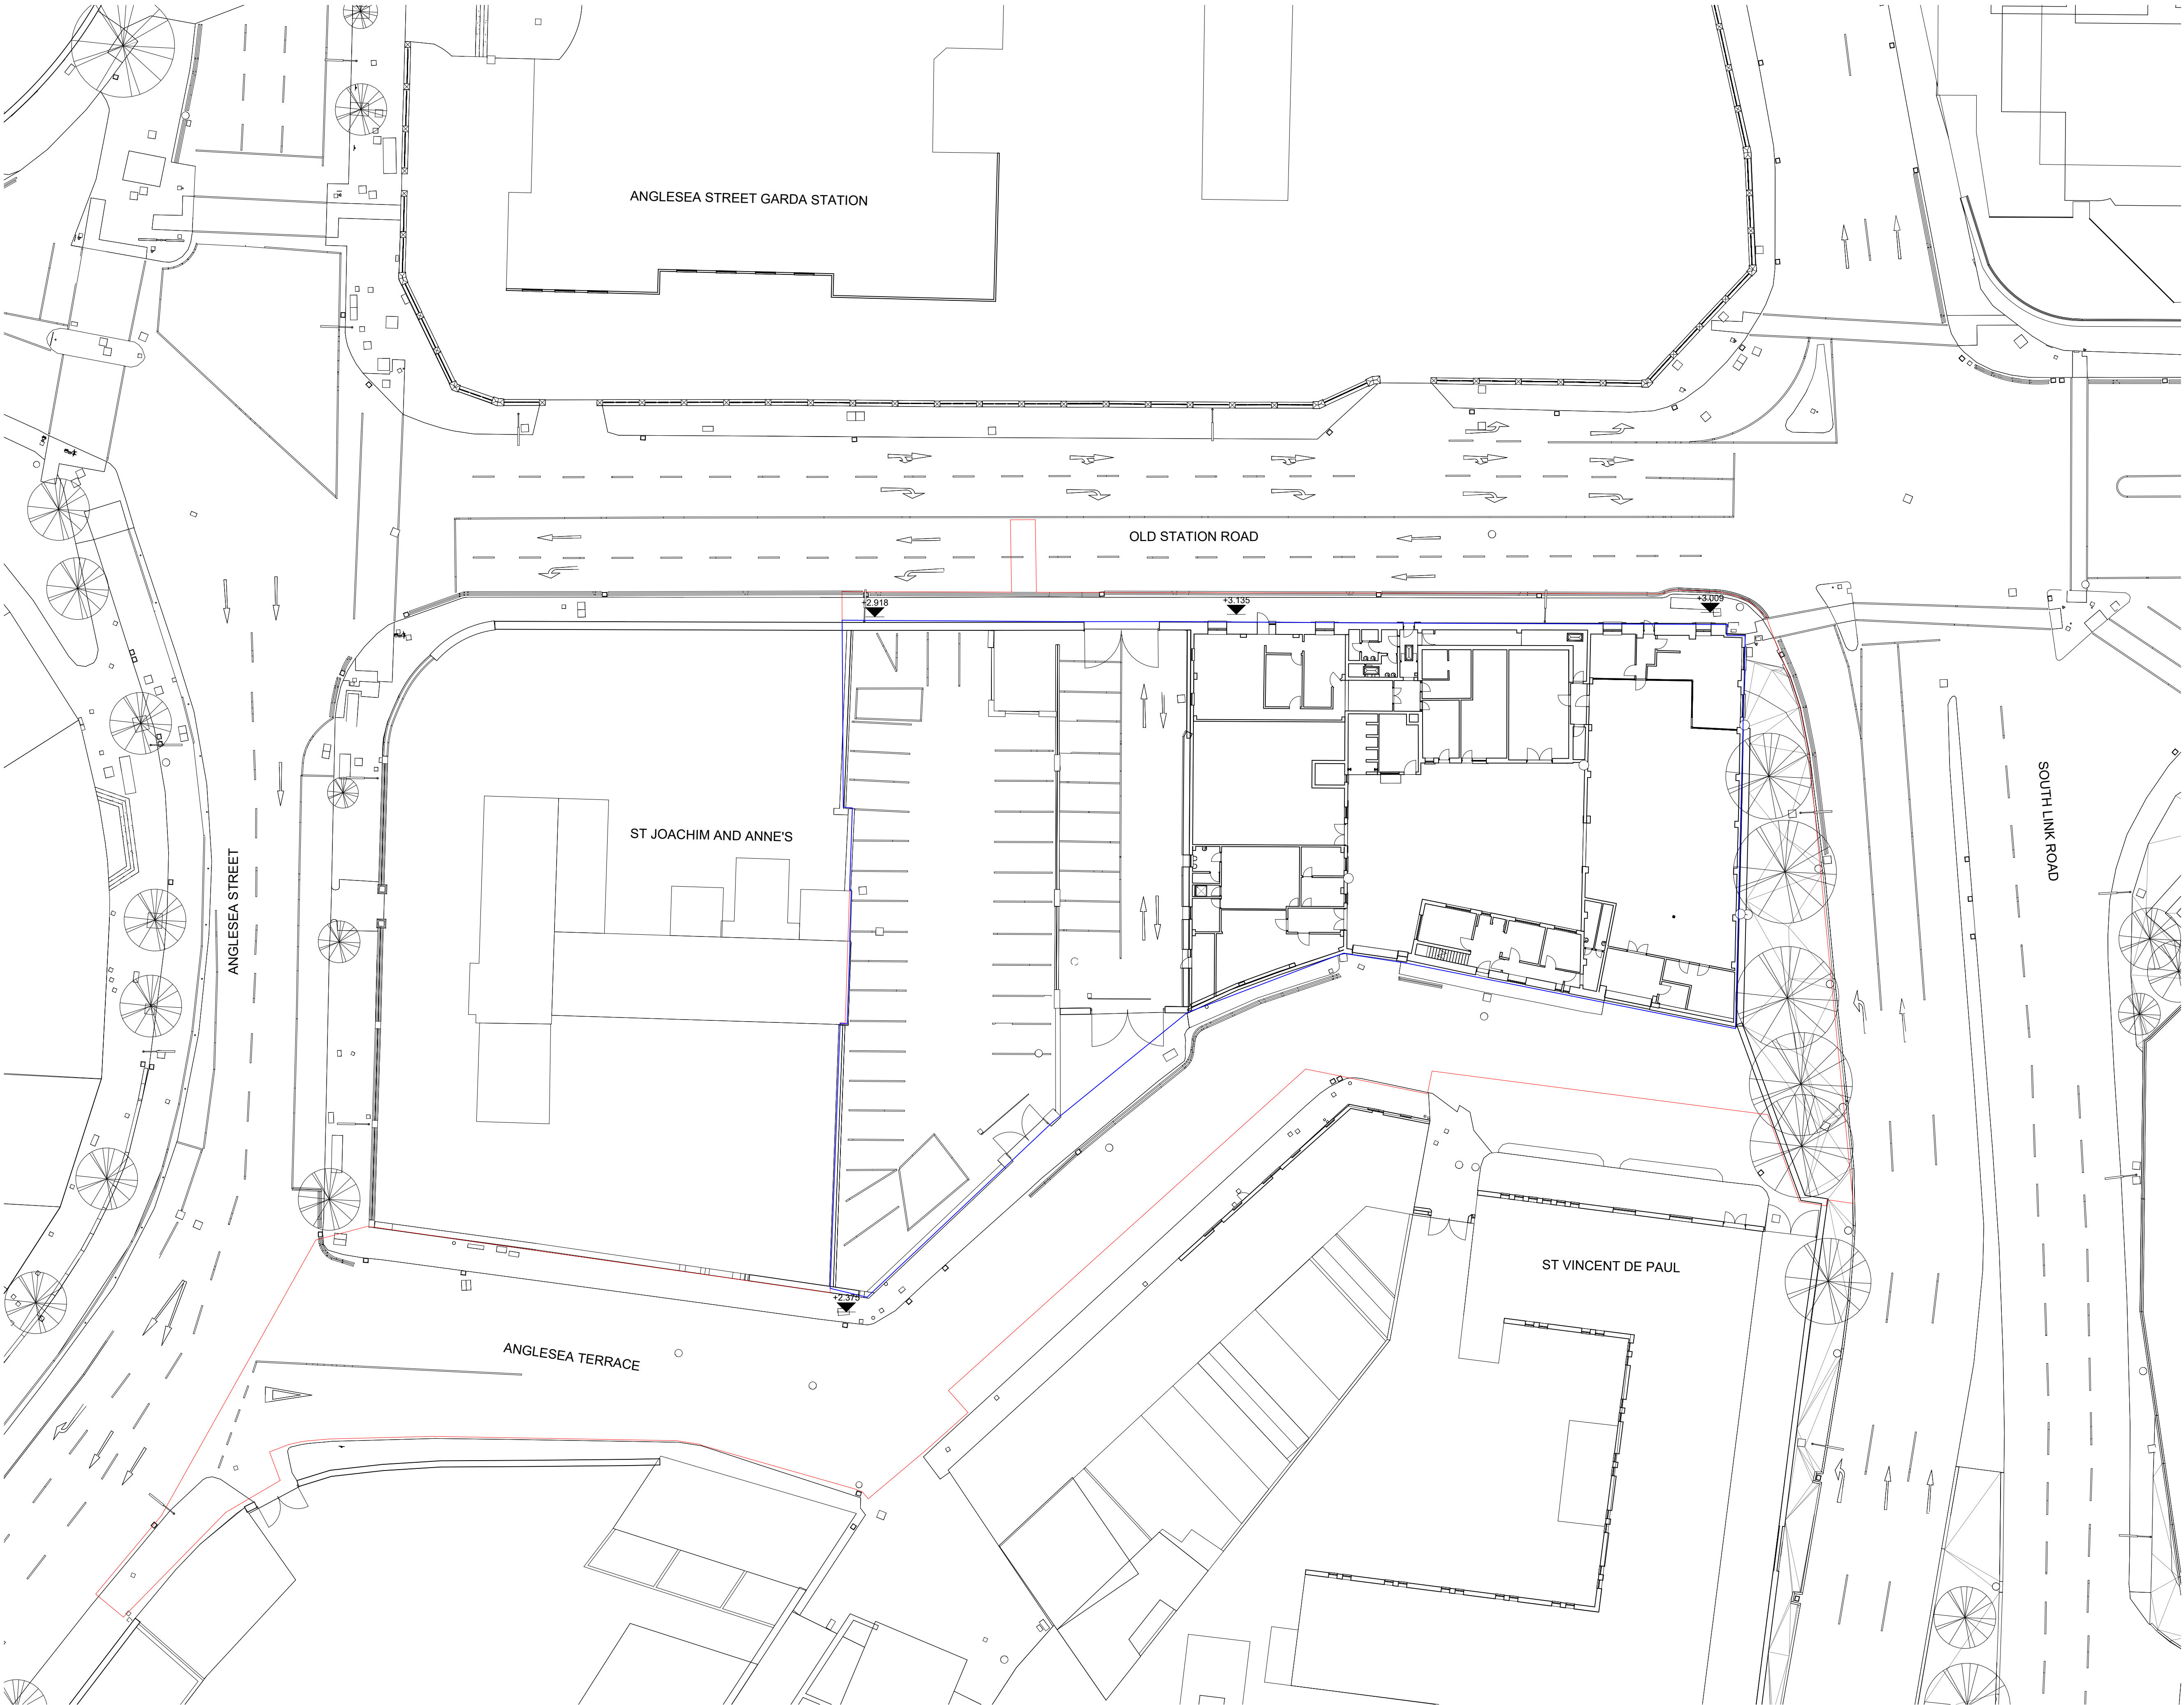 ANGLESEA STREET GARDA STATION
OLD STATION ROAD
+2.918
+3.135
+3.009
ST JOACHIM AND ANNE'S
SOUTH LINK ROAD
ANGLESEA STREET
ST VINCENT DE PAUL
+2.375
ANGLESEA TERRACE